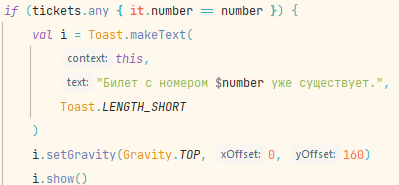 if (tickets.any { it.number == number }) {
val i = Toast.makeText(
context: this,
text: "Билет с номером $number уже существует.",
Toast.LENGTH_SHORT
)
i.setGravity(Gravity.TOP, xOffset: 0, yOffset: 160)
i.show()